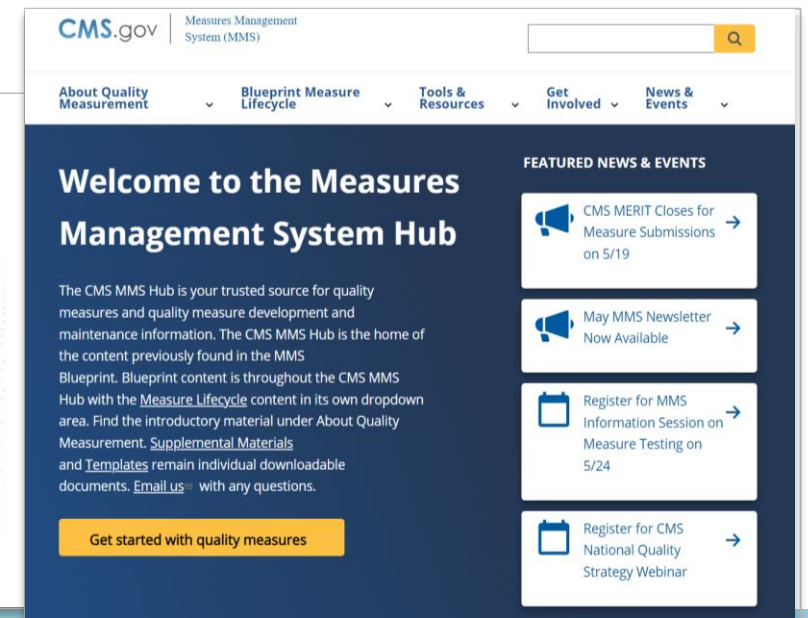 CMS.gov
Measures Management
System (MMS)
About Quality
Measurement
Blueprint Measure
Lifecycle
Tools &
Resources
Get
Involved
News &
Events
Welcome to the Measures
Management System Hub
The CMS MMS Hub is your trusted source for quality
measures and quality measure development and
maintenance information. The CMS MMS Hub is the home of
the content previously found in the MMS
Blueprint. Blueprint content is throughout the CMS MMS
Hub with the Measure Lifecycle content in its own dropdown
area. Find the introductory material under About Quality
Measurement. Supplemental Materials
and Templates remain individual downloadable
documents. Email us with any questions.
Get started with quality measures
FEATURED NEWS & EVENTS
CMS MERIT Closes for
Measure Submissions
on 5/19
May MMS Newsletter
Now Available
Register for MMS
Information Session on
Measure Testing on
5/24
Register for CMS
National Quality
Strategy Webinar